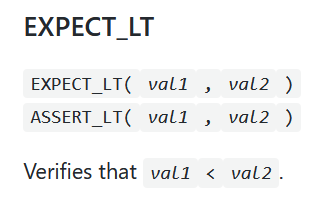 EXPECT_LT
EXPECT_LT( val1 , val2 )
ASSERT_LT( val1 , val2 )
Verifies that val1 < val2.